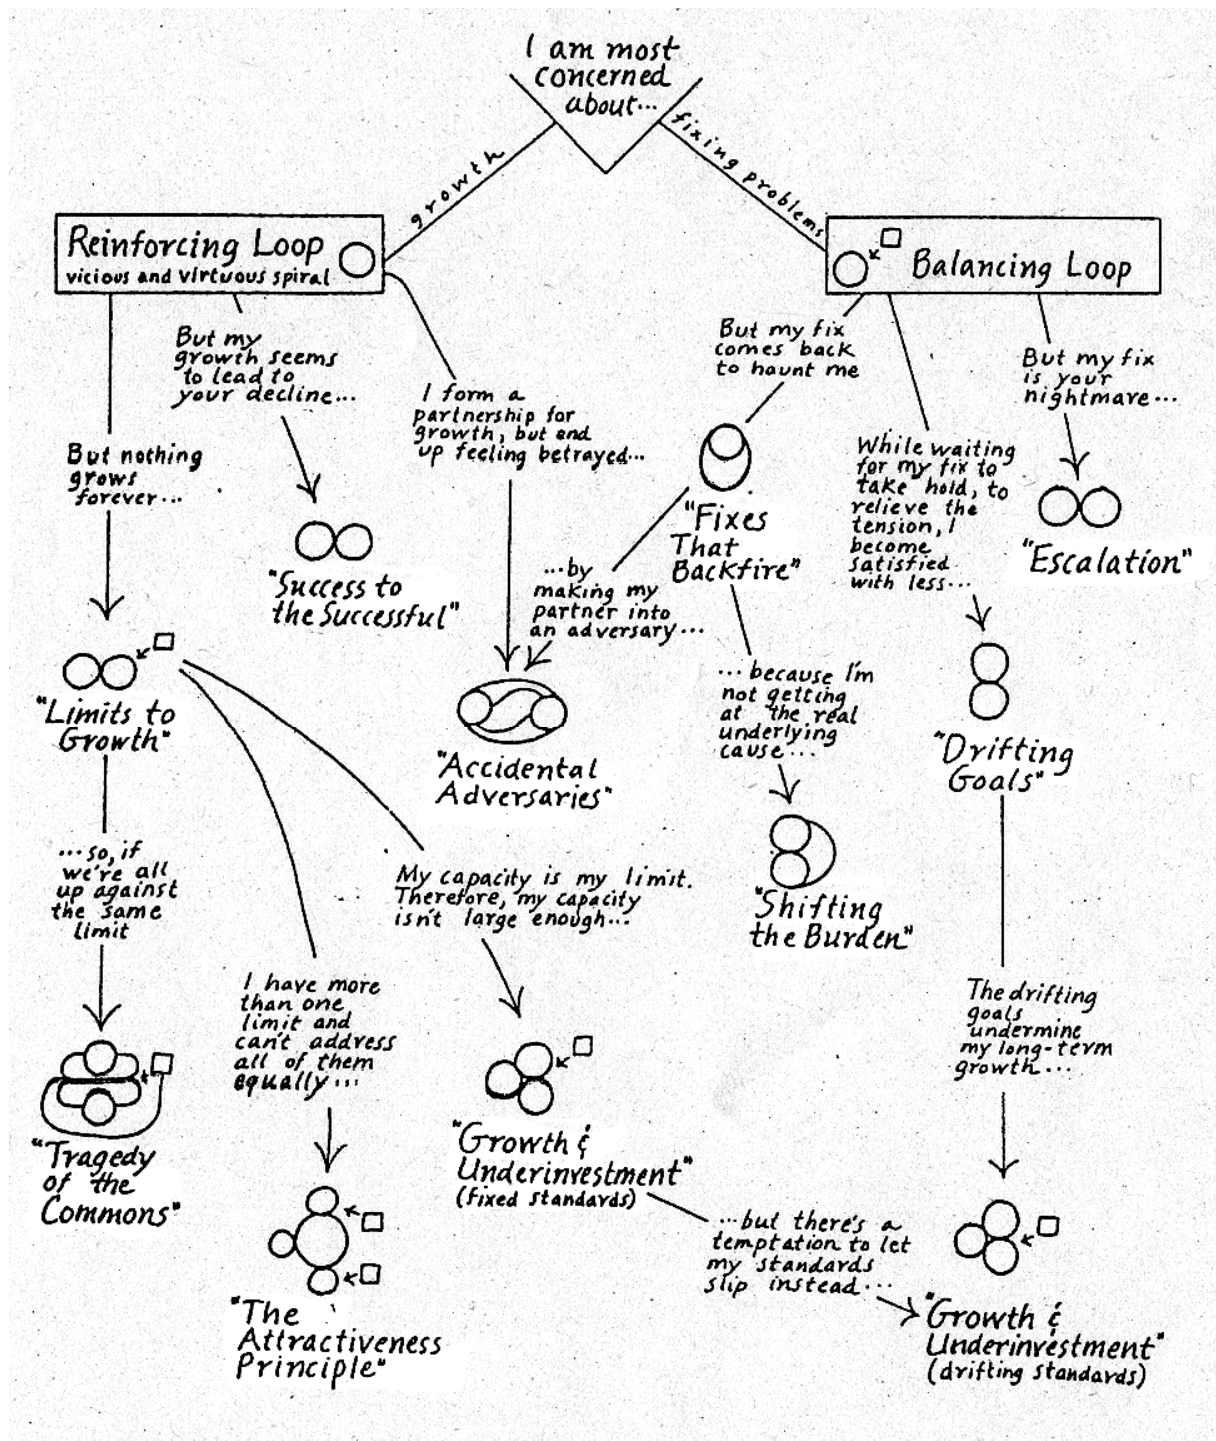 I am most
concerned
about...
growth
fixing problems
Reinforcing Loop
vicious and virtuous spiral
Balancing Loop
But my
growth seems
to lead to
your decline...
I form a
partnership for
growth, but end
up feeling betrayed...
But my fix
comes back
to haunt me
But my fix
is your
nightmare...
But nothing
grows
forever...
While waiting
for my fix to
take hold, to
relieve the
tension, I
become
satisfied
with less...
"Success to
the Successful"
"Fixes
That
Backfire"
"Escalation"
...by
making my
partner into
an adversary...
"Limits to
Growth"
"Accidental
Adversaries"
...because I'm
not getting
at the real
underlying
cause...
"Drifting
Goals"
...so, if
we're all
up against
the same
limit
My capacity is my limit.
Therefore, my capacity
isn't large enough...
"Shifting
the Burden"
I have more
than one
limit and
can't address
all of them
equally...
The drifting
goals
undermine
my long-term
growth...
"Tragedy
of the
Commons"
"Growth &
Underinvestment"
(fixed standards)
...but there's a
temptation to let
my standards
slip instead...
"The
Attractiveness
Principle"
"Growth &
Underinvestment"
(drifting standards)